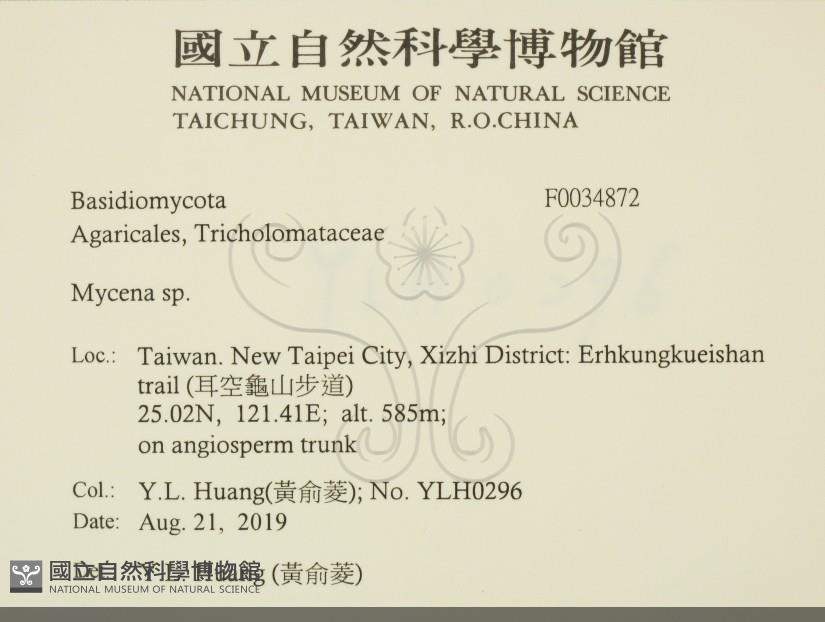 國立自然科學博物館
NATIONAL MUSEUM OF NATURAL SCIENCE
TAICHUNG, TAIWAN, R.O.CHINA
Basidiomycota F0034872
Agaricales, Tricholomataceae
Mycena sp.
Loc.: Taiwan. New Taipei City, Xizhi District: Erhkungkueishan
trail (耳空龜山步道)
25.02N, 121.41E; alt. 585m;
on angiosperm trunk
Col.: Y.L. Huang(黃俞菱); No. YLH0296
Date: Aug. 21, 2019
Det.: Y.L. Huang (黃俞菱)
國立自然科學博物館
NATIONAL MUSEUM OF NATURAL SCIENCE